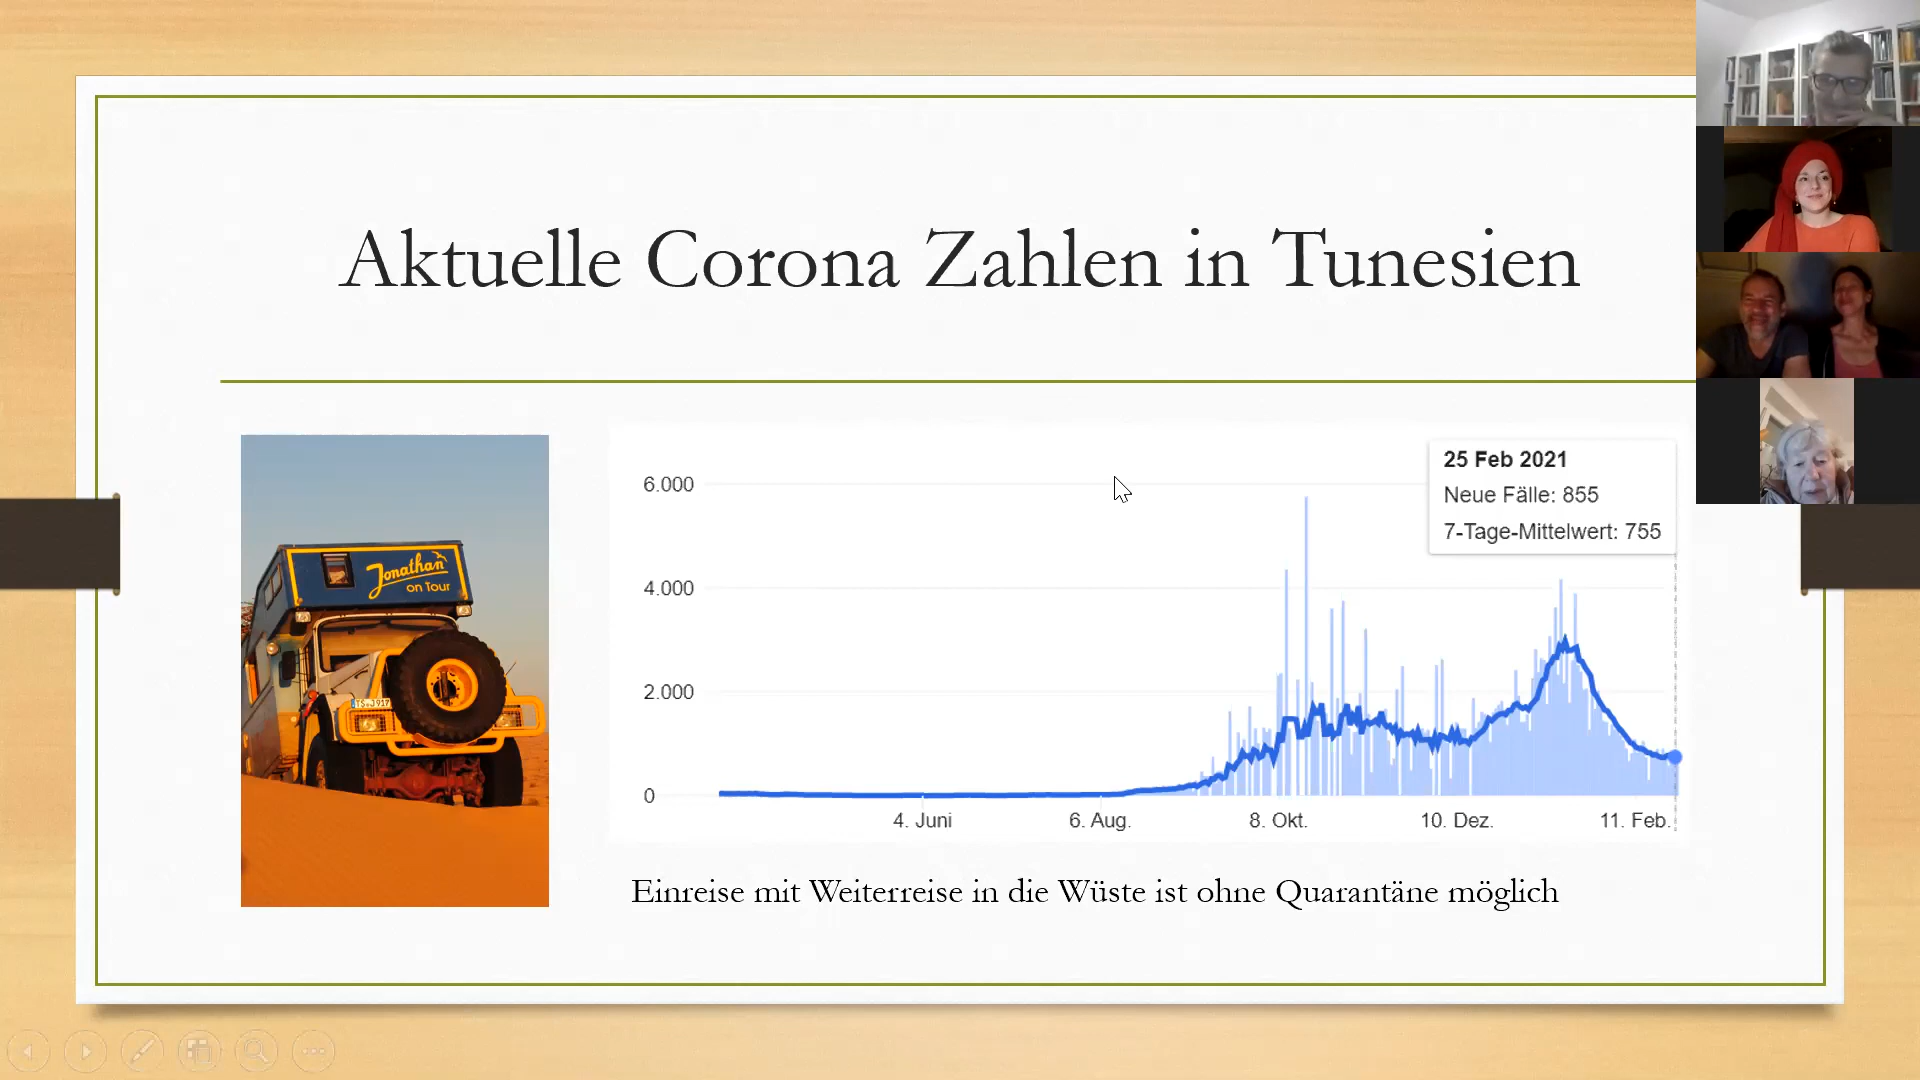 Aktuelle Corona Zahlen in Tunesien
Jonathan
on Tour
TS-J917
6.000
4.000
2.000
0
25 Feb 2021
Neue Fälle: 855
7-Tage-Mittelwert: 755
4. Juni
6. Aug.
8. Okt.
10. Dez.
11. Feb.
Einreise mit Weiterreise in die Wüste ist ohne Quarantäne möglich